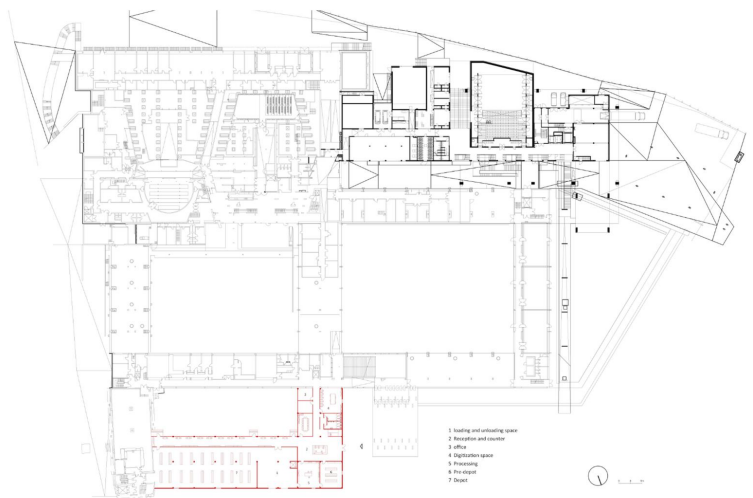 1 loading and unloading space
2 Reception and counter
3 office
4 Digitization space
5 Processing
6 Pre-depot
7 Depot